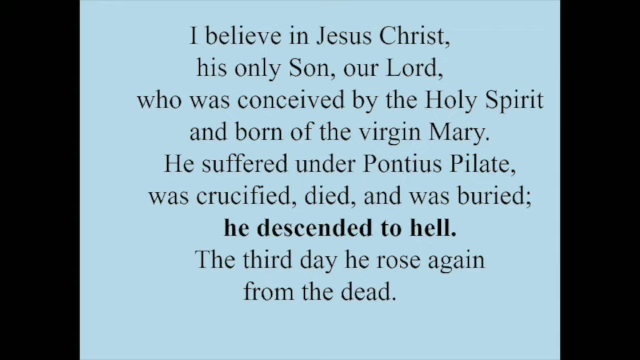 I believe in Jesus Christ,
his only Son, our Lord,
who was conceived by the Holy Spirit
and born of the virgin Mary.
He suffered under Pontius Pilate,
was crucified, died, and was buried;
he descended to hell.
The third day he rose again
from the dead.